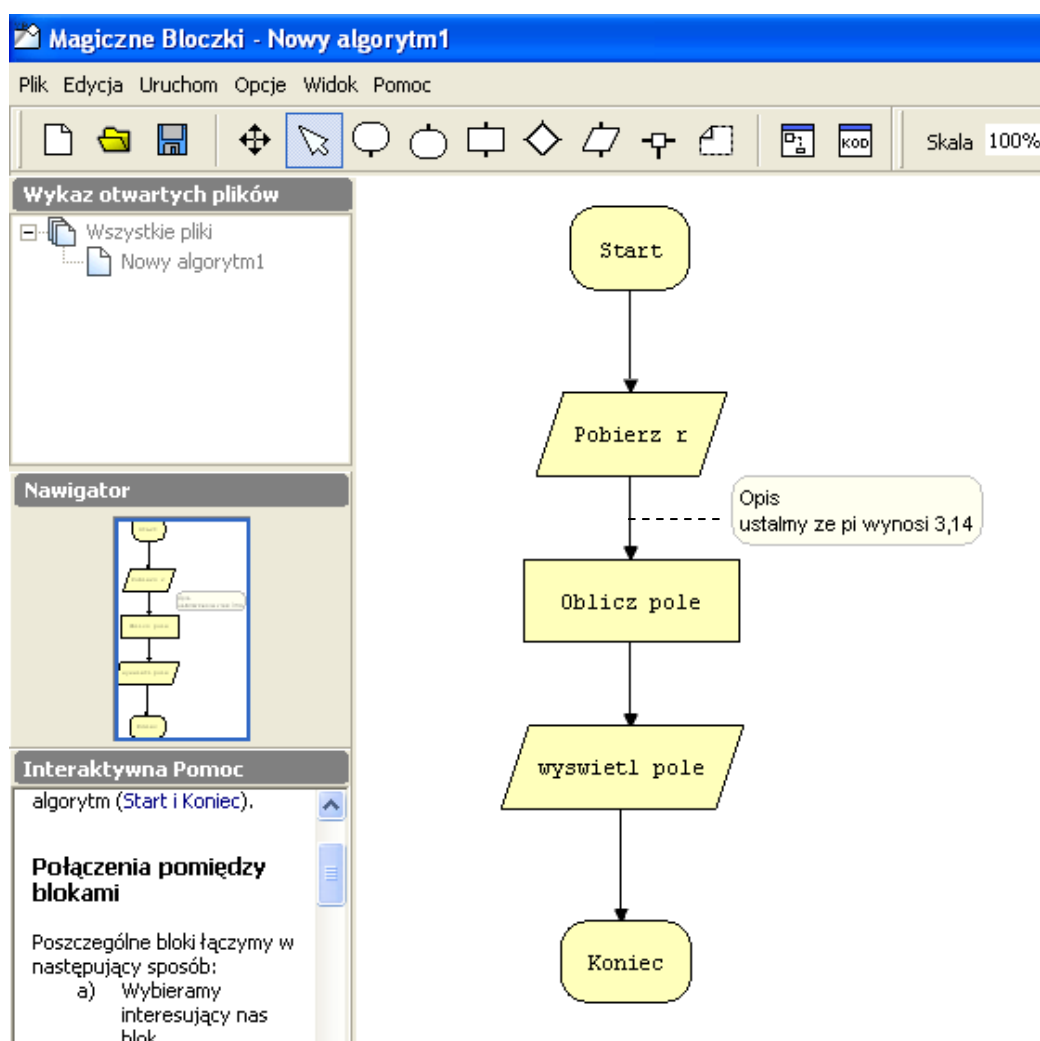 Magiczne Bloczki - Nowy algorytm1
Plik Edycja Uruchom Opcje Widok Pomoc
KOD
Skala 100%
Wykaz otwartych plików
Wszystkie pliki
Nowy algorytm1
Nawigator
Interaktywna Pomoc
algorytm (Start i Koniec).
Połączenia pomiędzy
blokami
Poszczególne bloki łączymy w
następujący sposób:
a) Wybieramy
interesujący nas
blok
Start
Pobierz r
Opis
ustalmy ze pi wynosi 3,14
Oblicz pole
wyswietl pole
Koniec